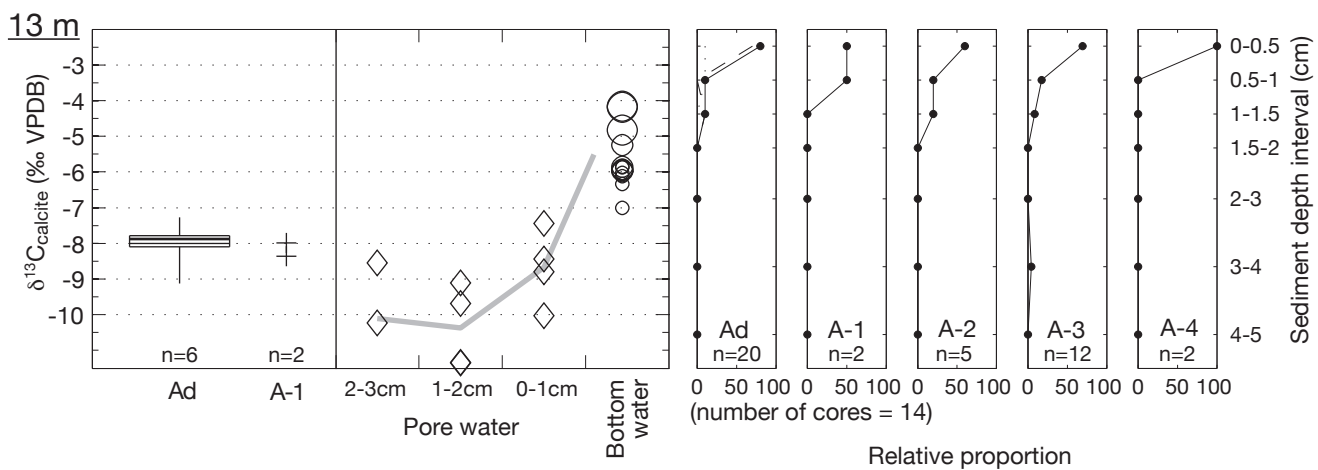 13 m
δ13Ccalcite (‰ VPDB)
-3
-4
-5
-6
-7
-8
-9
-10
n=6
n=2
Ad
A-1
2-3cm
1-2cm
0-1cm
Pore water
Bottom
water
Ad
n=20
A-1
n=2
A-2
n=5
A-3
n=12
A-4
n=2
0 50 100
0 50 100
0 50 100
0 50 100
0 50 100
(number of cores = 14)
Relative proportion
0-0.5
0.5-1
1-1.5
1.5-2
2-3
3-4
4-5
Sediment depth interval (cm)